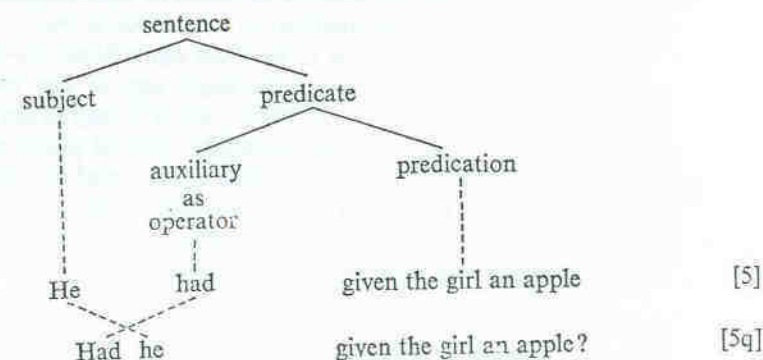 sentence
subject predicate
auxiliary predication
as
operator
He had given the girl an apple [5]
Had he given the girl an apple? [5q]